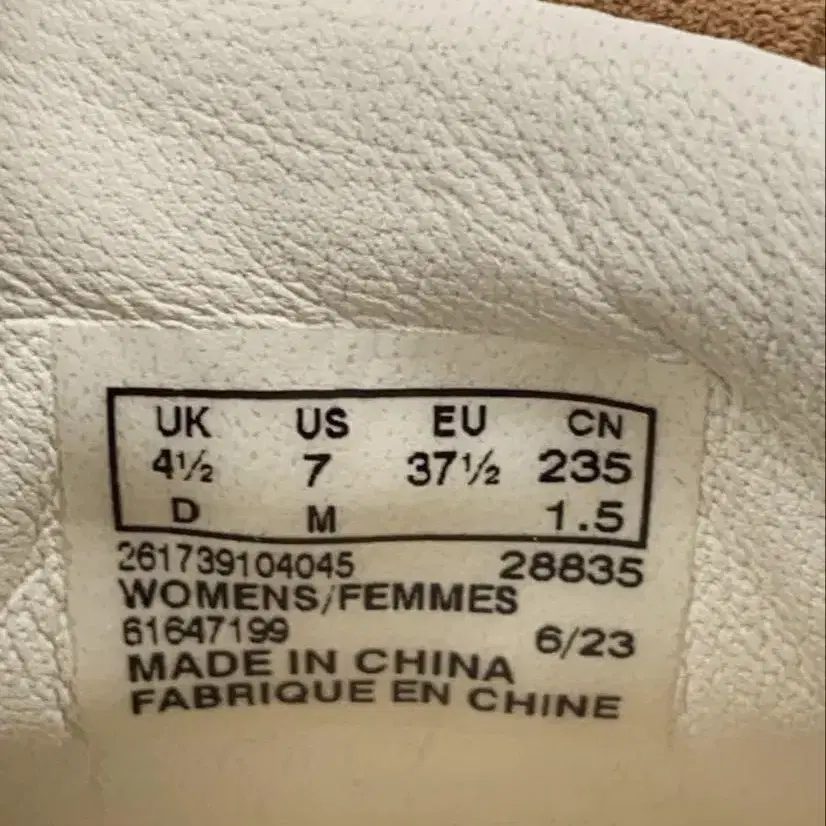 UK US EU CN
4½ 7 37½ 235
D M 1.5
261739104045 28835
WOMENS/FEMMES
61647199 6/23
MADE IN CHINA
FABRIQUE EN CHINE